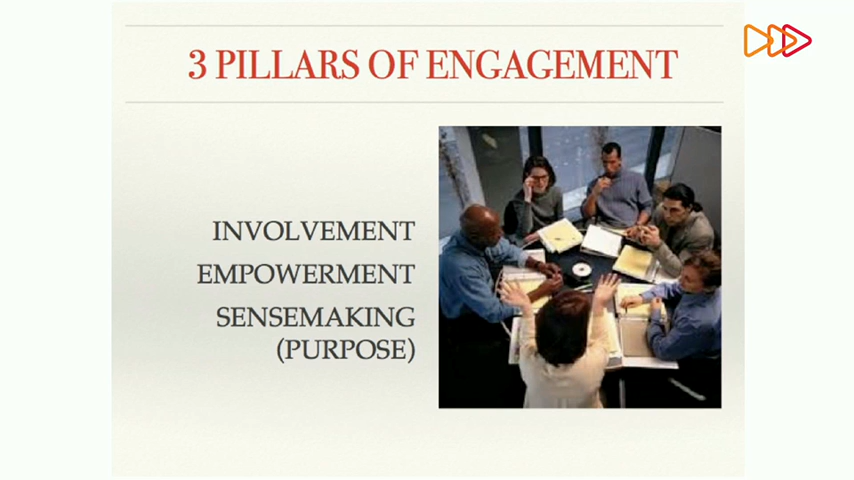 3 PILLARS OF ENGAGEMENT
INVOLVEMENT
EMPOWERMENT
SENSEMAKING
(PURPOSE)